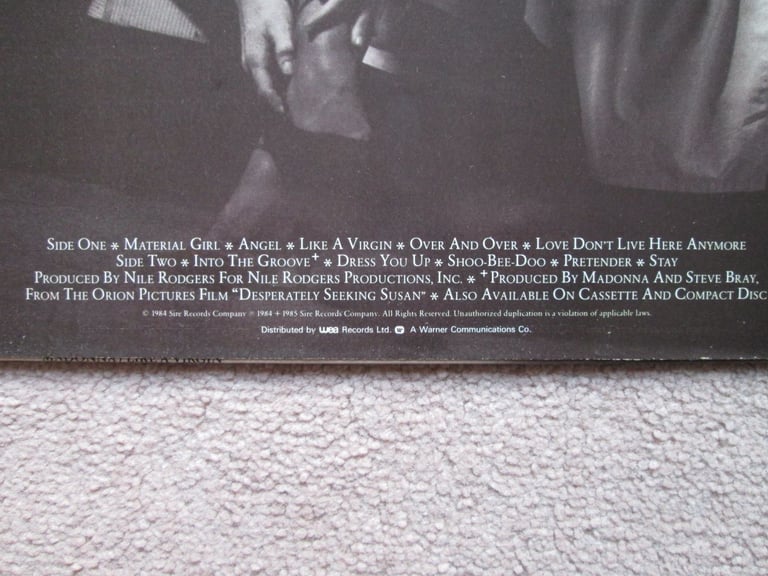 SIDE ONE * MATERIAL GIRL * ANGEL * LIKE A VIRGIN * OVER AND OVER * LOVE DON'T LIVE HERE ANYMORE
SIDE TWO * INTO THE GROOVE+ * DRESS YOU UP * SHOO-BEE-DOO * PRETENDER * STAY
PRODUCED BY NILE RODGERS FOR NILE RODGERS PRODUCTIONS, INC. * +PRODUCED BY MADONNA AND STEVE BRAY,
FROM THE ORION PICTURES FILM "DESPERATELY SEEKING SUSAN" * ALSO AVAILABLE ON CASSETTE AND COMPACT DISC
© 1984 Sire Records Company ℗ 1984 + 1985 Sire Records Company. All Rights Reserved. Unauthorized duplication is a violation of applicable laws.
Distributed by wea Records Ltd. A Warner Communications Co.